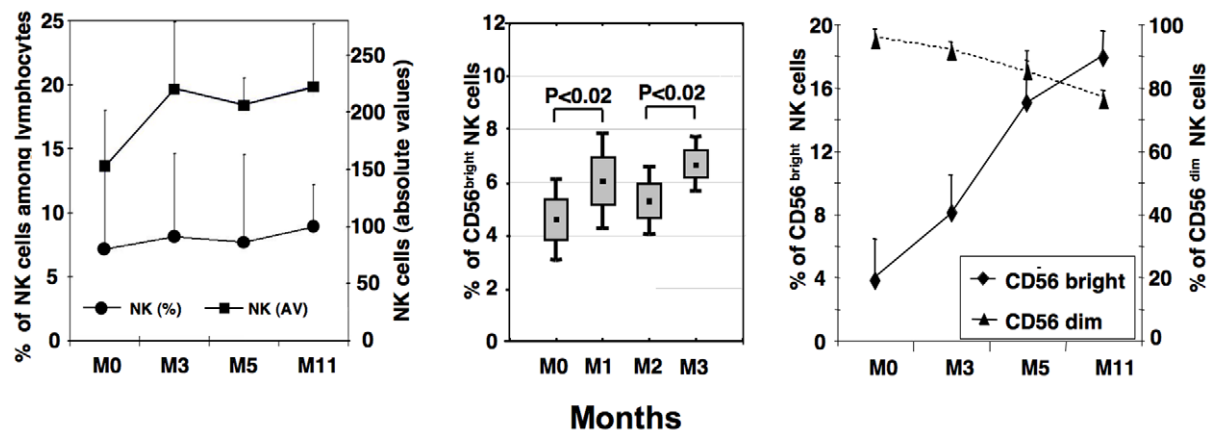 % of NK cells among lymphocytes
25
20
15
10
5
0
250
200
150
100
50
0
NK cells (absolute values)
NK (%)
NK (AV)
M0 M3 M5 M11
% of CD56bright NK cells
12
10
8
6
4
2
0
P<0.02
P<0.02
M0 M1 M2 M3
Months
% of CD56 bright NK cells
20
16
12
8
4
0
100
80
60
40
20
0
% of CD56 dim NK cells
CD56 bright
CD56 dim
M0 M3 M5 M11